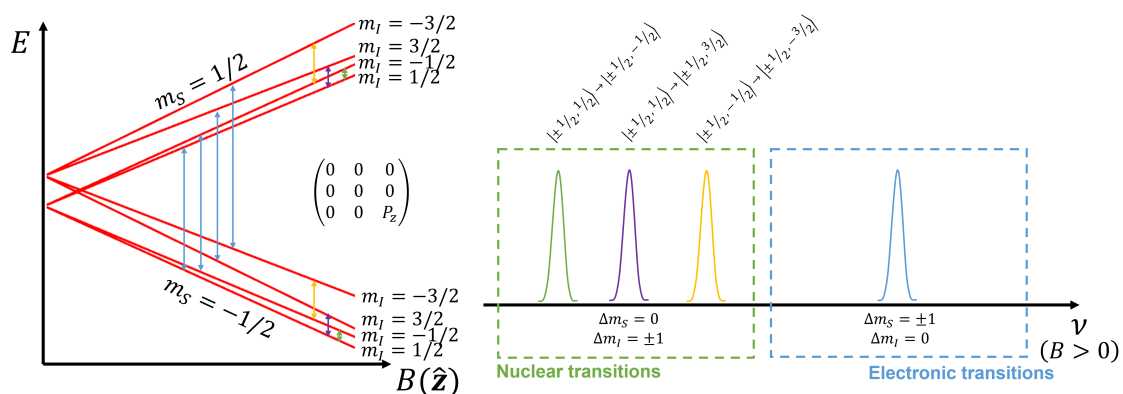 E
m_S = 1/2
m_I = −3/2
m_I = 3/2
m_I = −1/2
m_I = 1/2
0 0 0
0 0 0
0 0 P_z
m_S = −1/2
m_I = −3/2
m_I = 3/2
m_I = −1/2
m_I = 1/2
B(ẑ)
|±1/2,1/2⟩→|±1/2,-1/2⟩
|±1/2,1/2⟩→|±1/2,3/2⟩
|±1/2,-1/2⟩→|±1/2,-3/2⟩
Δm_S = 0
Δm_I = ±1
Δm_S = ±1
Δm_I = 0
ν
(B > 0)
Nuclear transitions
Electronic transitions